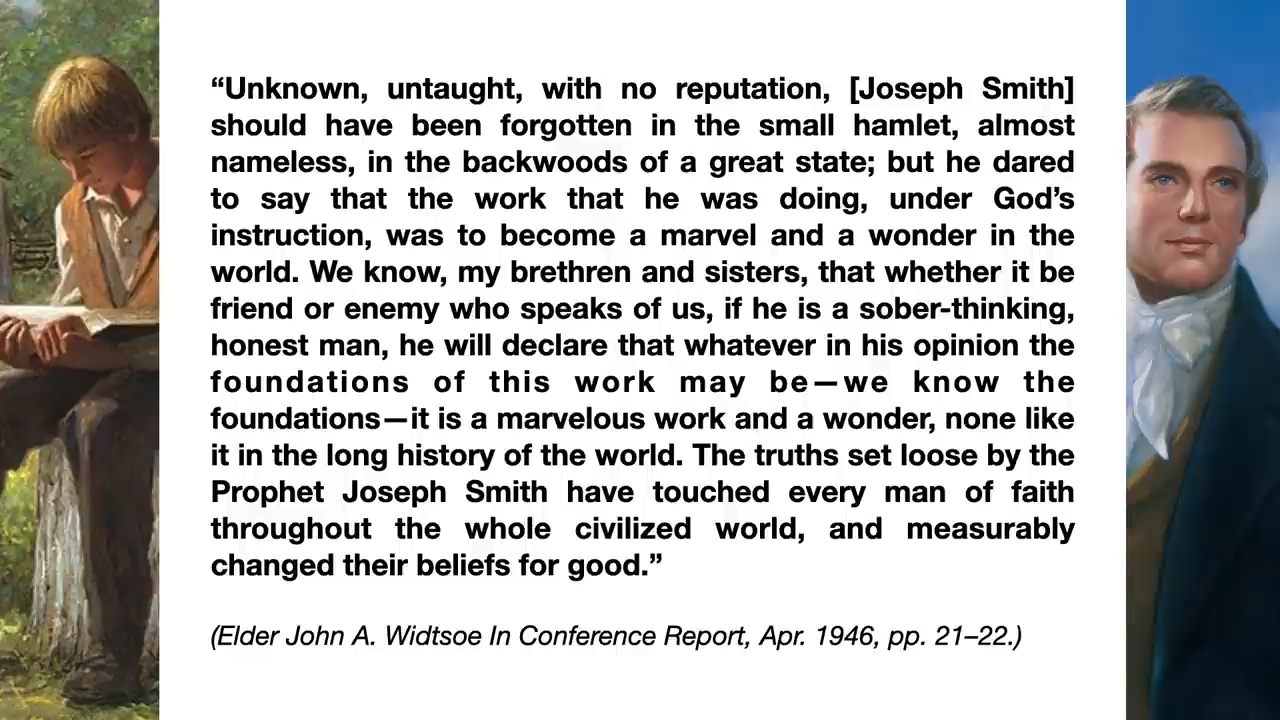 “Unknown, untaught, with no reputation, [Joseph Smith]
should have been forgotten in the small hamlet, almost
nameless, in the backwoods of a great state; but he dared
to say that the work that he was doing, under God’s
instruction, was to become a marvel and a wonder in the
world. We know, my brethren and sisters, that whether it be
friend or enemy who speaks of us, if he is a sober-thinking,
honest man, he will declare that whatever in his opinion the
foundations of this work may be—we know the
foundations—it is a marvelous work and a wonder, none like
it in the long history of the world. The truths set loose by the
Prophet Joseph Smith have touched every man of faith
throughout the whole civilized world, and measurably
changed their beliefs for good.”
(Elder John A. Widtsoe In Conference Report, Apr. 1946, pp. 21–22.)